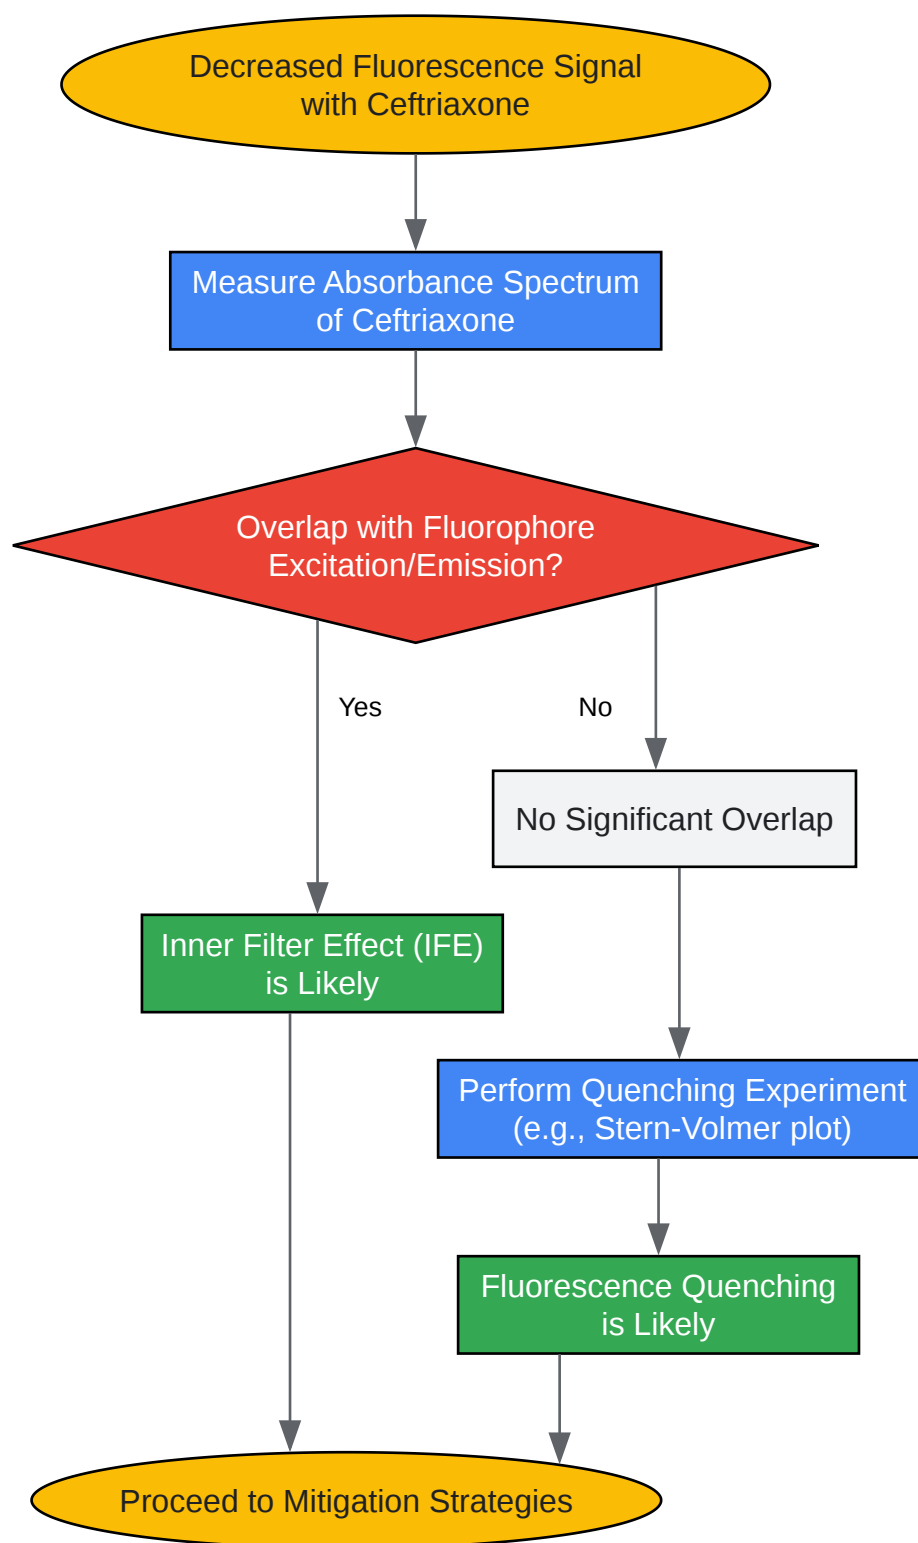 Decreased Fluorescence Signal
with Ceftriaxone
Measure Absorbance Spectrum
of Ceftriaxone
Overlap with Fluorophore
Excitation/Emission?
Yes
No
No Significant Overlap
Inner Filter Effect (IFE)
is Likely
Perform Quenching Experiment
(e.g., Stern-Volmer plot)
Fluorescence Quenching
is Likely
Proceed to Mitigation Strategies